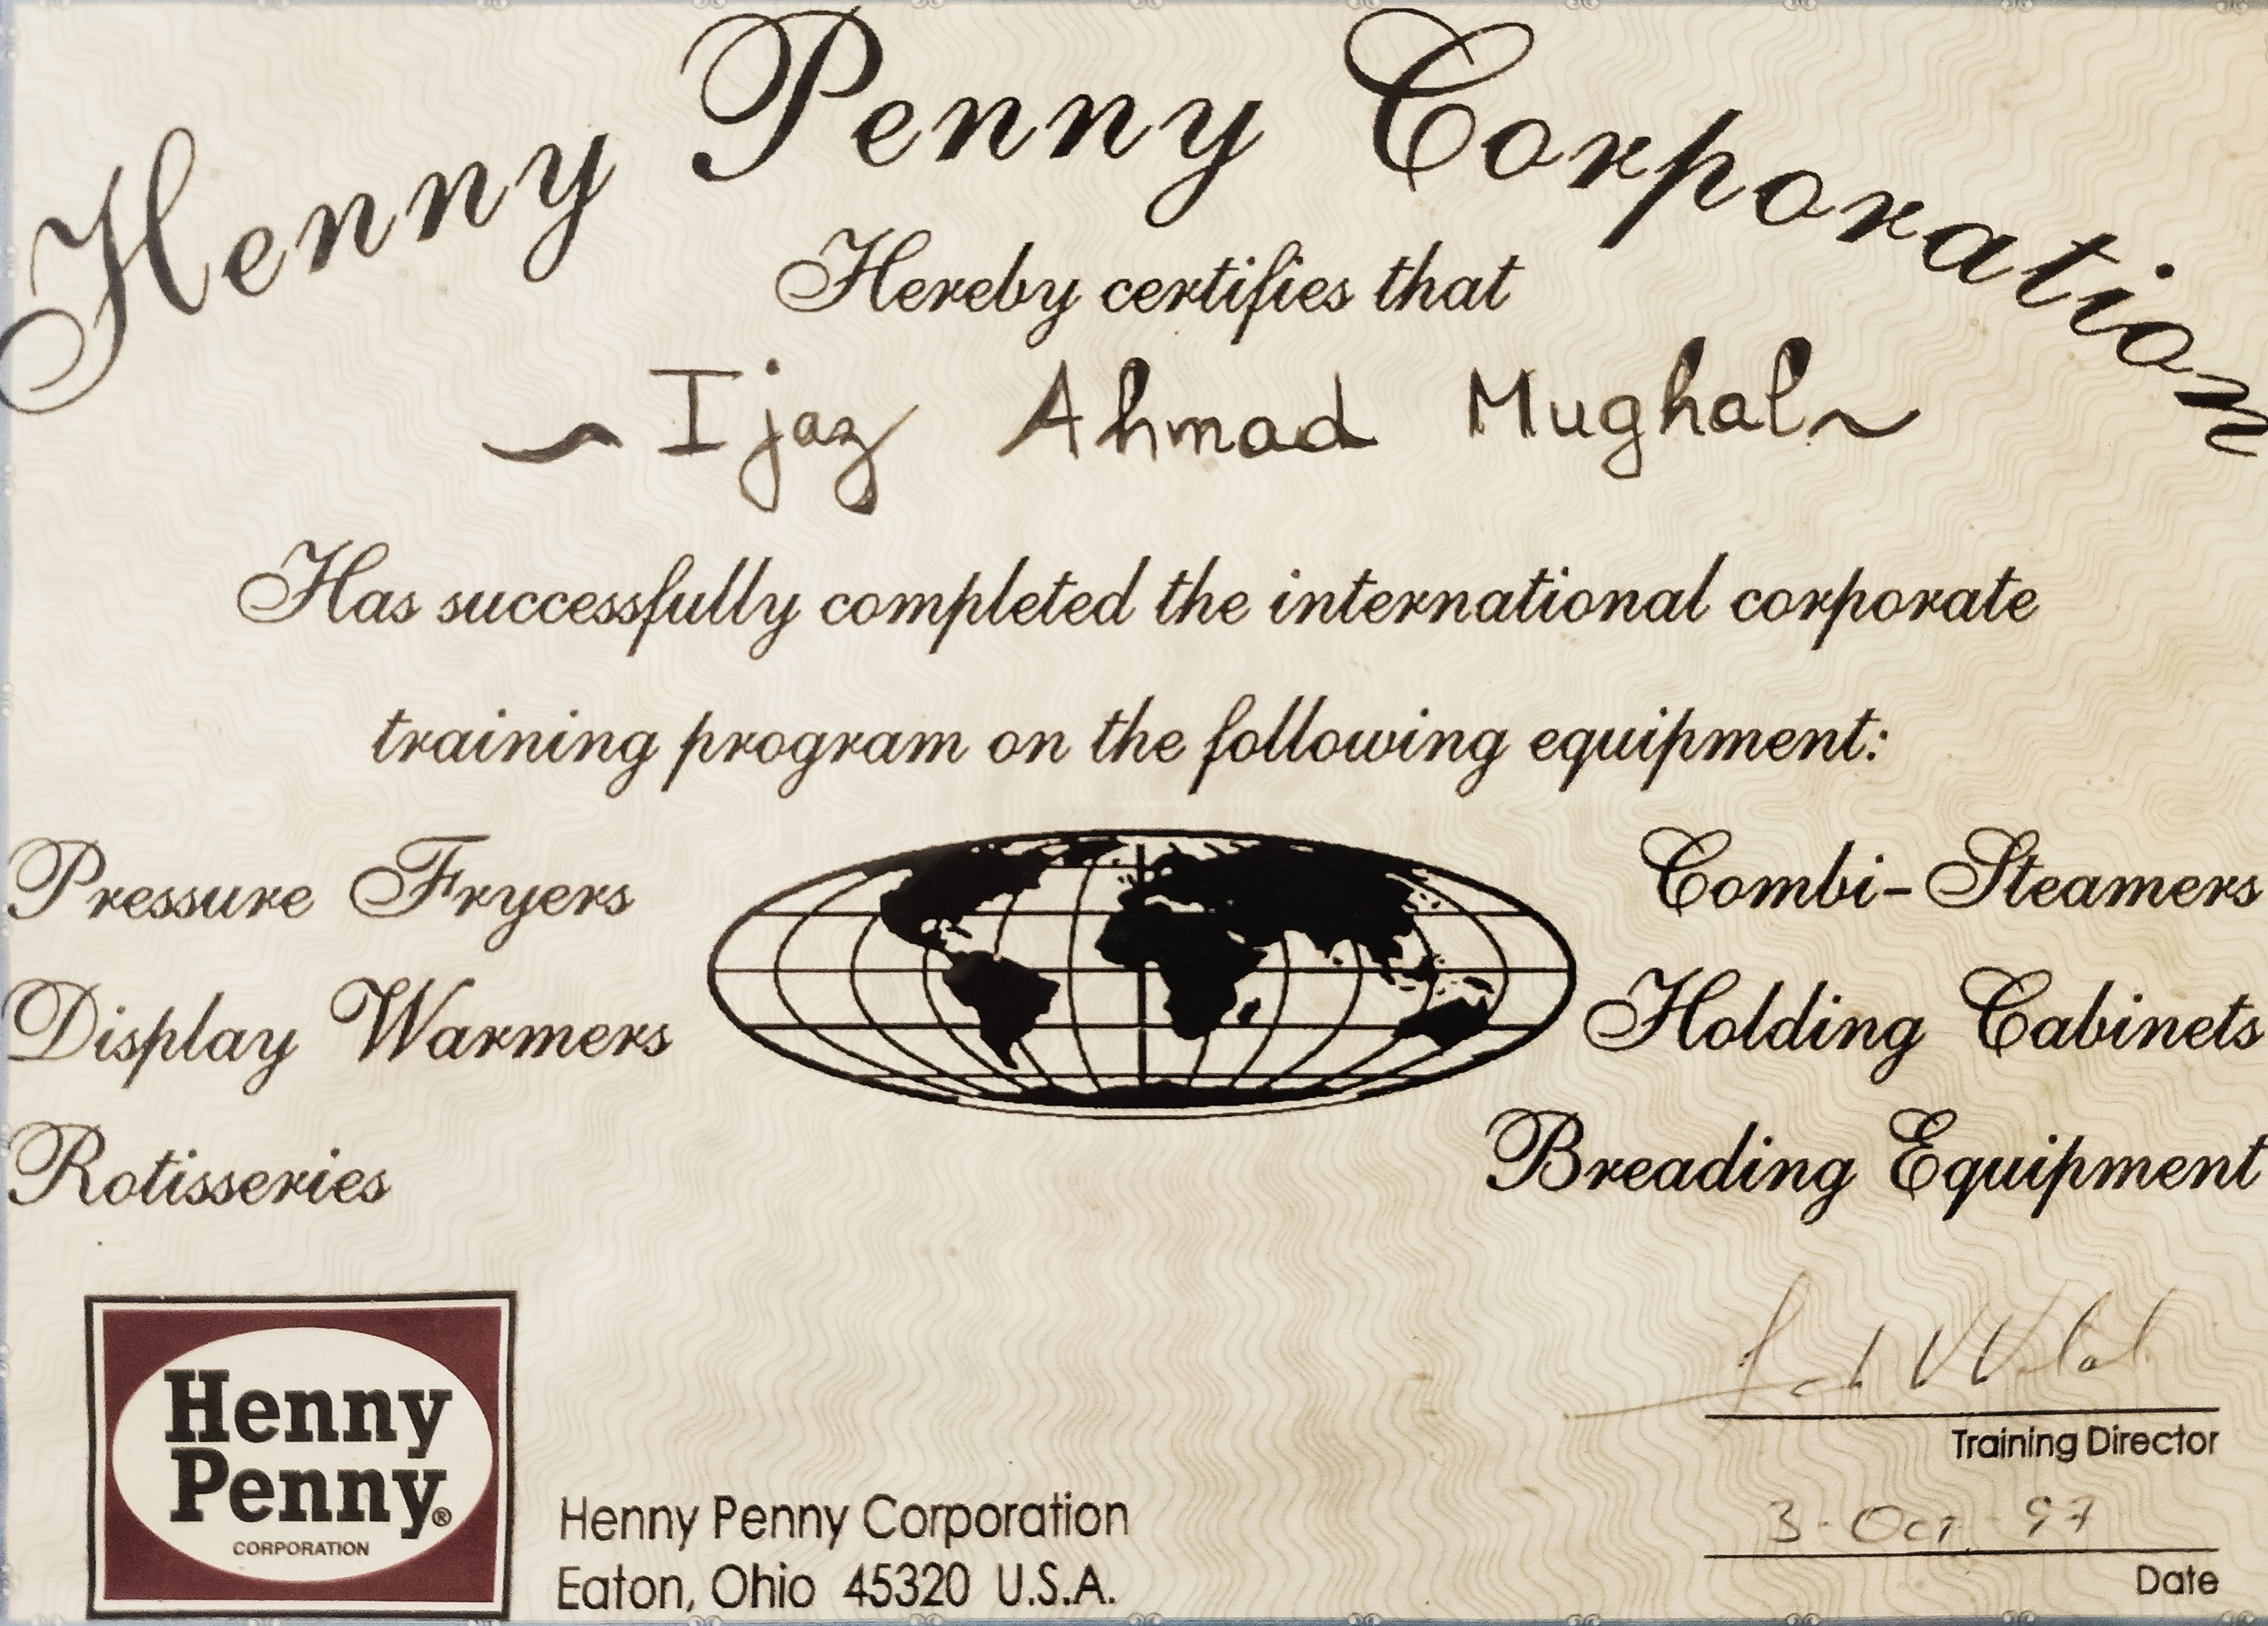 Henny Penny Corporation
Hereby certifies that
~Ijaz Ahmad Mughal~
Has successfully completed the international corporate
training program on the following equipment:
Pressure Fryers
Combi-Steamers
Display Warmers
Holding Cabinets
Rotisseries
Breading Equipment
Henny
Penny®
CORPORATION
Henny Penny Corporation
Eaton, Ohio 45320 U.S.A.
Training Director
3-Oct-97
Date